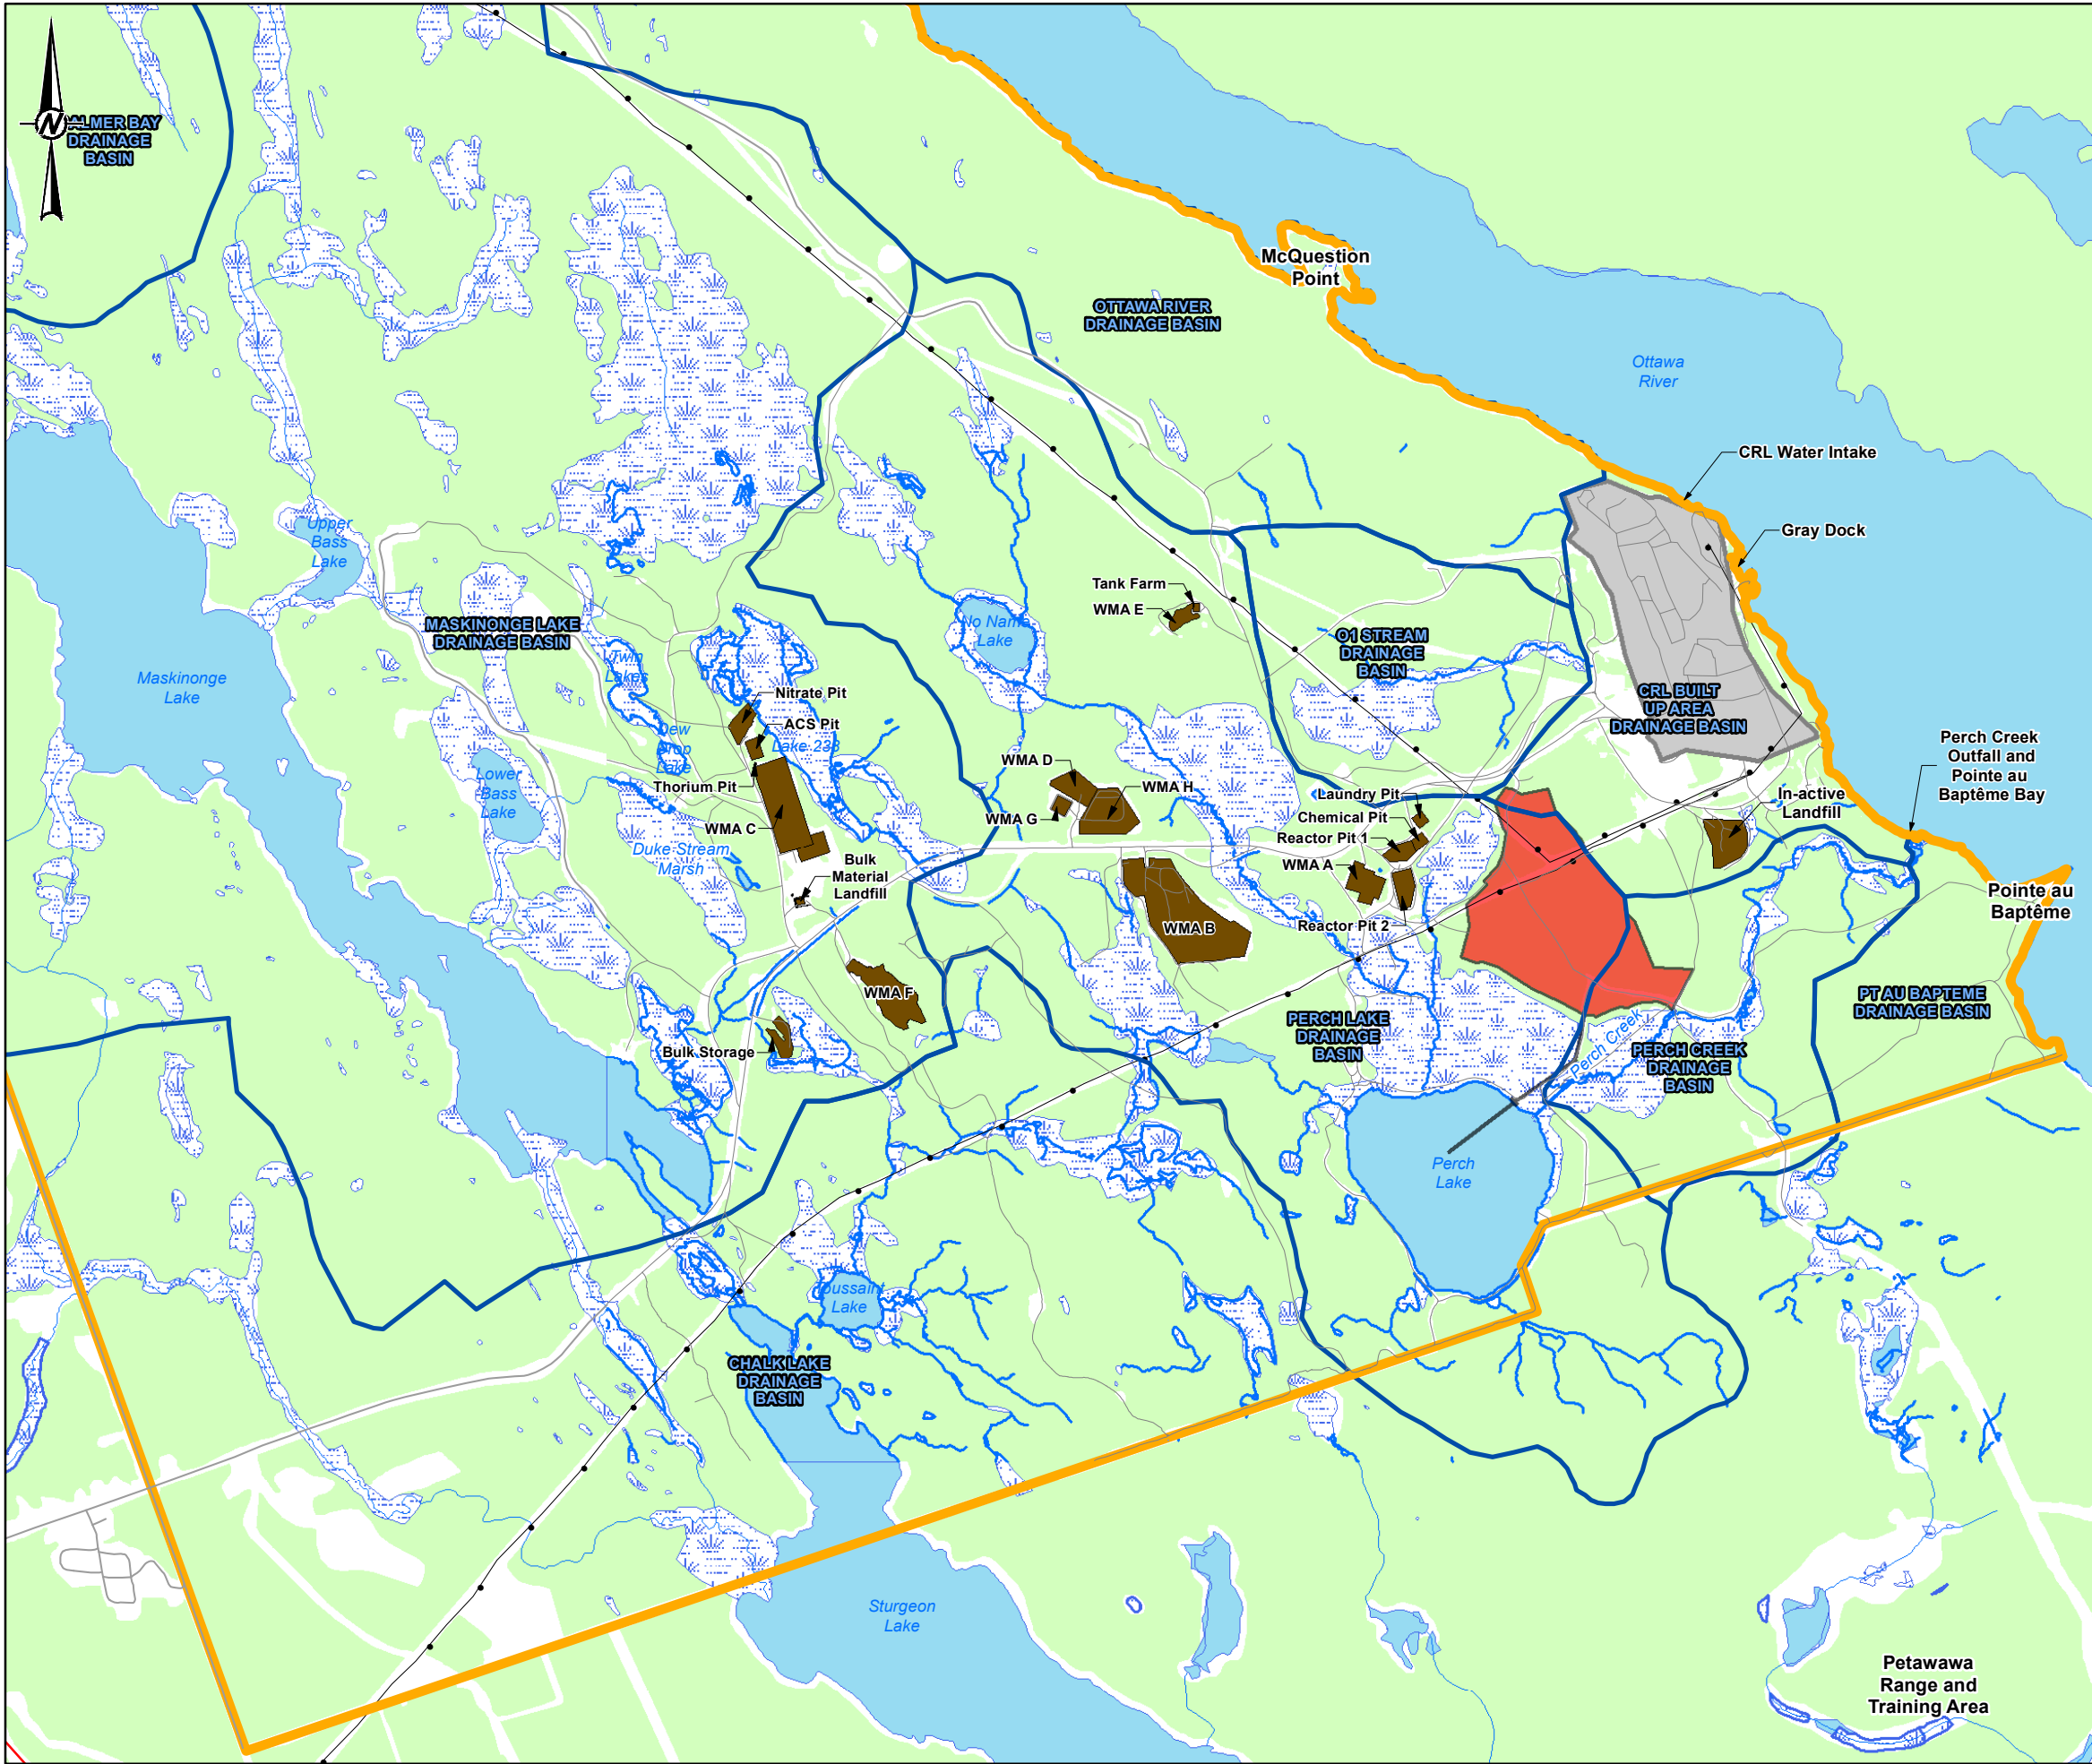 N
ALMER BAY
DRAINAGE
BASIN
McQuestion
Point
OTTAWA RIVER
DRAINAGE BASIN
Ottawa
River
CRL Water Intake
Gray Dock
Upper
Bass
Lake
Tank Farm
WMA E
No Name
Lake
MASKINONGE LAKE
DRAINAGE BASIN
O1 STREAM
DRAINAGE
BASIN
Twin
Lakes
Maskinonge
Lake
Nitrate Pit
ACS Pit
Dew
Drop
Lake
Lake 233
CRL BUILT
UP AREA
DRAINAGE BASIN
Perch Creek
Outfall and
Pointe au
Baptême Bay
Lower
Bass
Lake
Thorium Pit
WMA D
WMA H
WMA G
Laundry Pit
Chemical Pit
Reactor Pit 1
WMA A
In-active
Landfill
WMA C
Duke Stream
Marsh
Bulk
Material
Landfill
Pointe au
Baptême
WMA B
Reactor Pit 2
WMA F
PT AU BAPTEME
DRAINAGE BASIN
Bulk Storage
PERCH LAKE
DRAINAGE
BASIN
Perch Creek
PERCH CREEK
DRAINAGE
BASIN
Perch
Lake
oussaint
Lake
CHALK LAKE
DRAINAGE
BASIN
Sturgeon
Lake
Petawawa
Range and
Training Area